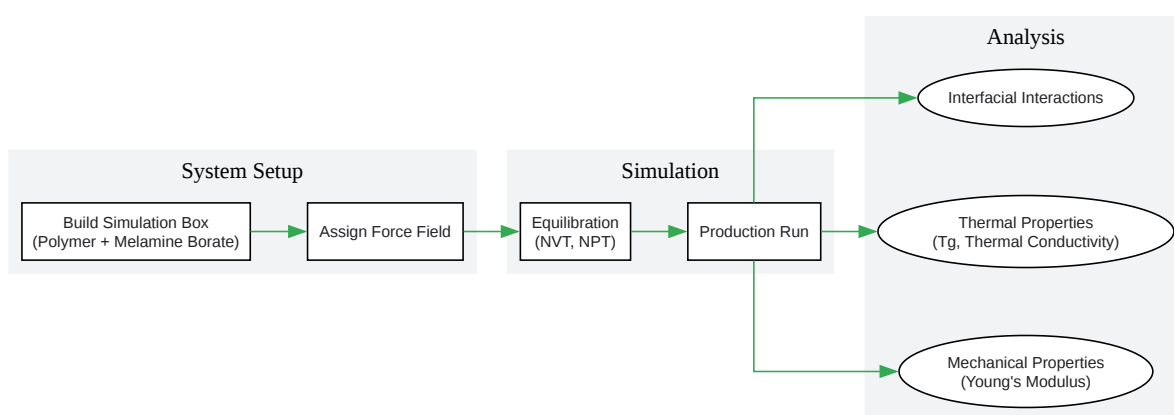 System Setup
Build Simulation Box
(Polymer + Melamine Borate)
Assign Force Field
Simulation
Equilibration
(NVT, NPT)
Production Run
Analysis
Interfacial Interactions
Thermal Properties
(Tg, Thermal Conductivity)
Mechanical Properties
(Young's Modulus)